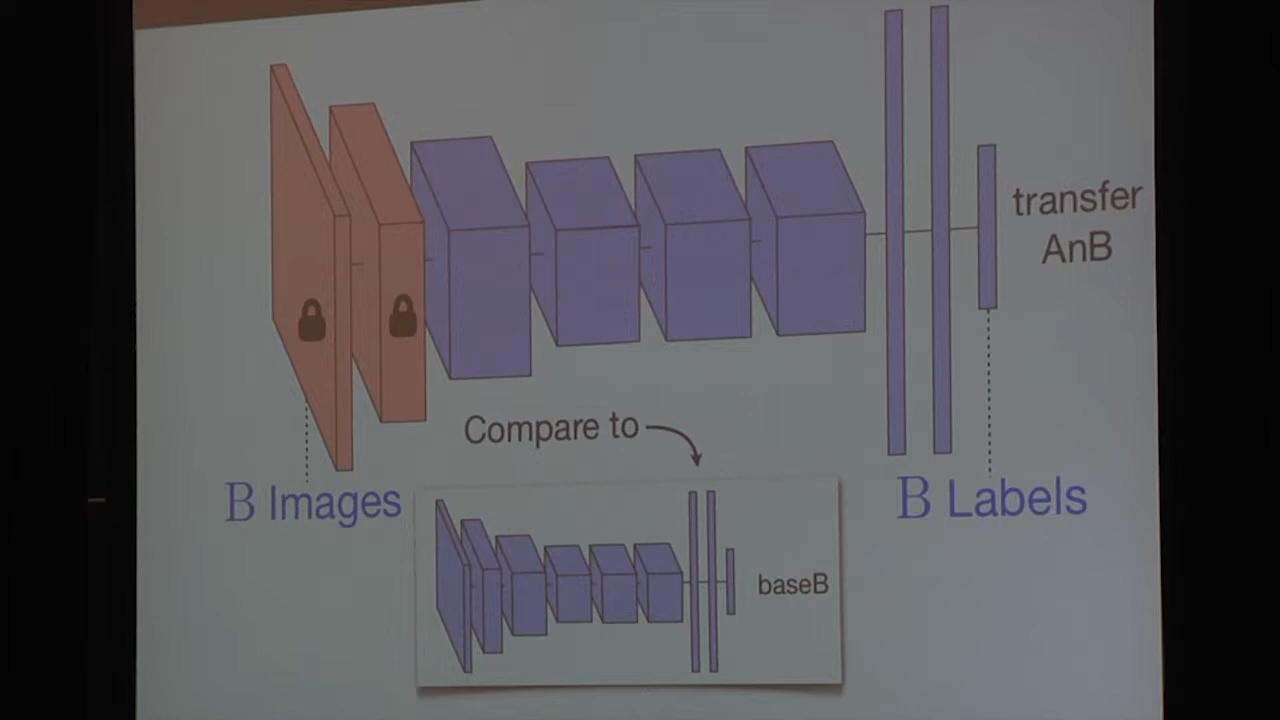 transfer
AnB
Compare to
B Images
B Labels
baseB